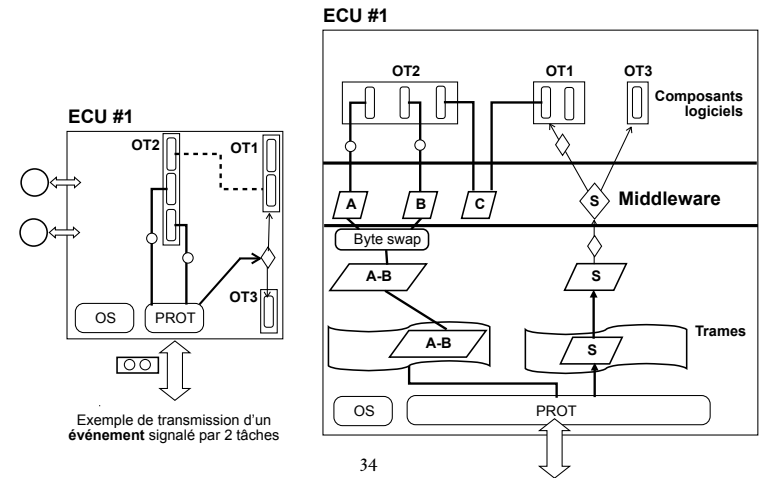 ECU #1
OT2
OT1
OT3
OS
PROT
Exemple de transmission d'un
événement signalé par 2 tâches
ECU #1
OT2
OT1
OT3
Composants
logiciels
A
B
C
S
Middleware
Byte swap
A-B
S
A-B
S
Trames
OS
PROT
34